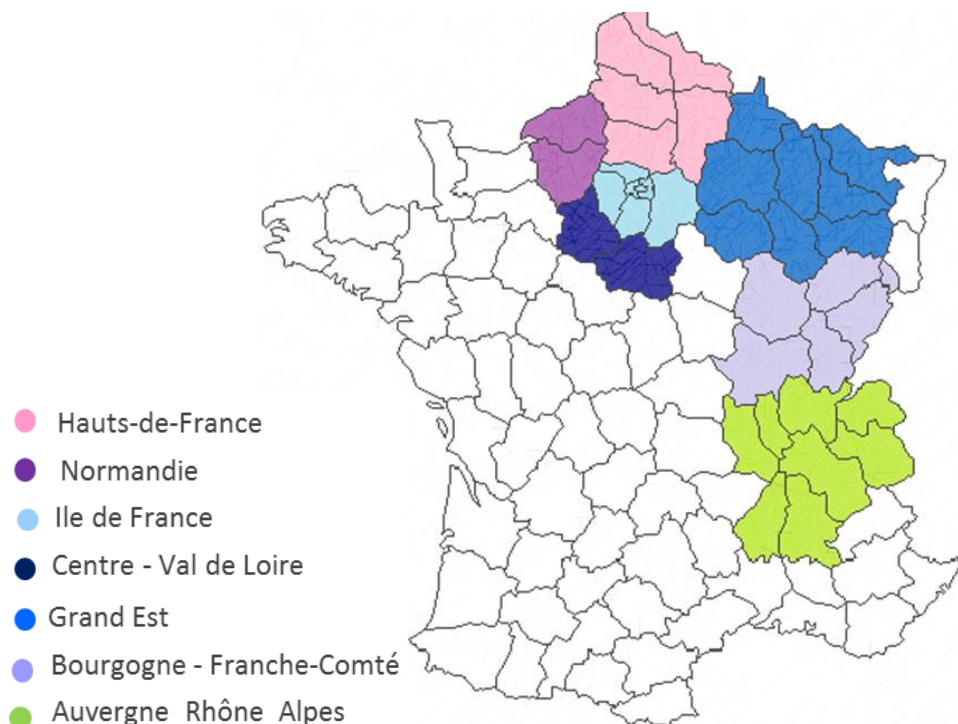 Hauts-de-France
Normandie
Ile de France
Centre - Val de Loire
Grand Est
Bourgogne - Franche-Comté
Auvergne Rhône Alpes